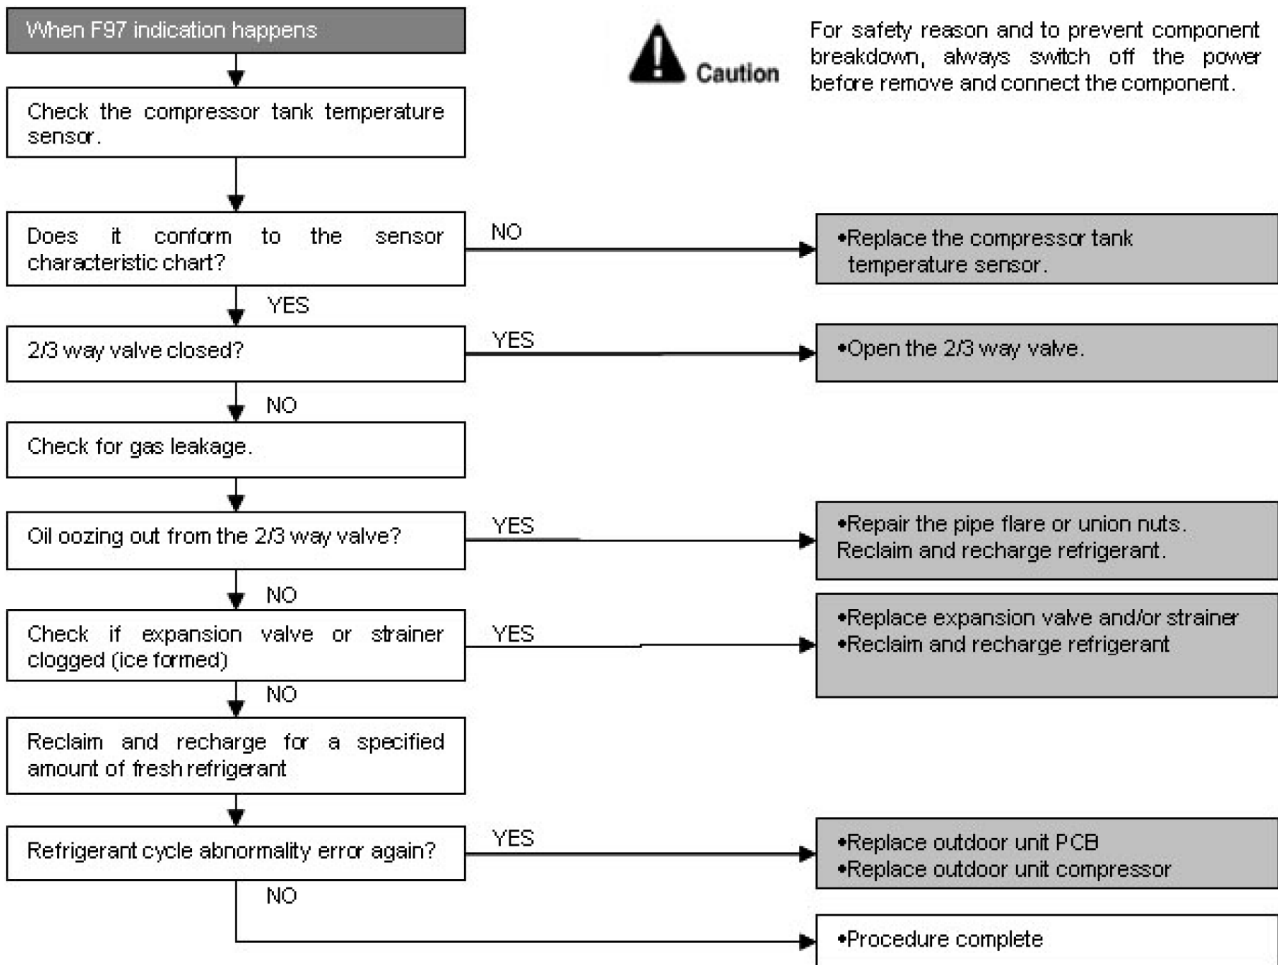 When F97 indication happens
For safety reason and to prevent component
breakdown, always switch off the power
before remove and connect the component.
Caution
Check the compressor tank temperature
sensor.
Does it conform to the sensor
characteristic chart?
NO
•Replace the compressor tank
temperature sensor.
YES
2/3 way valve closed?
YES
•Open the 2/3 way valve.
NO
Check for gas leakage.
Oil oozing out from the 2/3 way valve?
YES
•Repair the pipe flare or union nuts.
Reclaim and recharge refrigerant.
NO
Check if expansion valve or strainer
clogged (ice formed)
YES
•Replace expansion valve and/or strainer
•Reclaim and recharge refrigerant
NO
Reclaim and recharge for a specified
amount of fresh refrigerant
Refrigerant cycle abnormality error again?
YES
•Replace outdoor unit PCB
•Replace outdoor unit compressor
NO
•Procedure complete